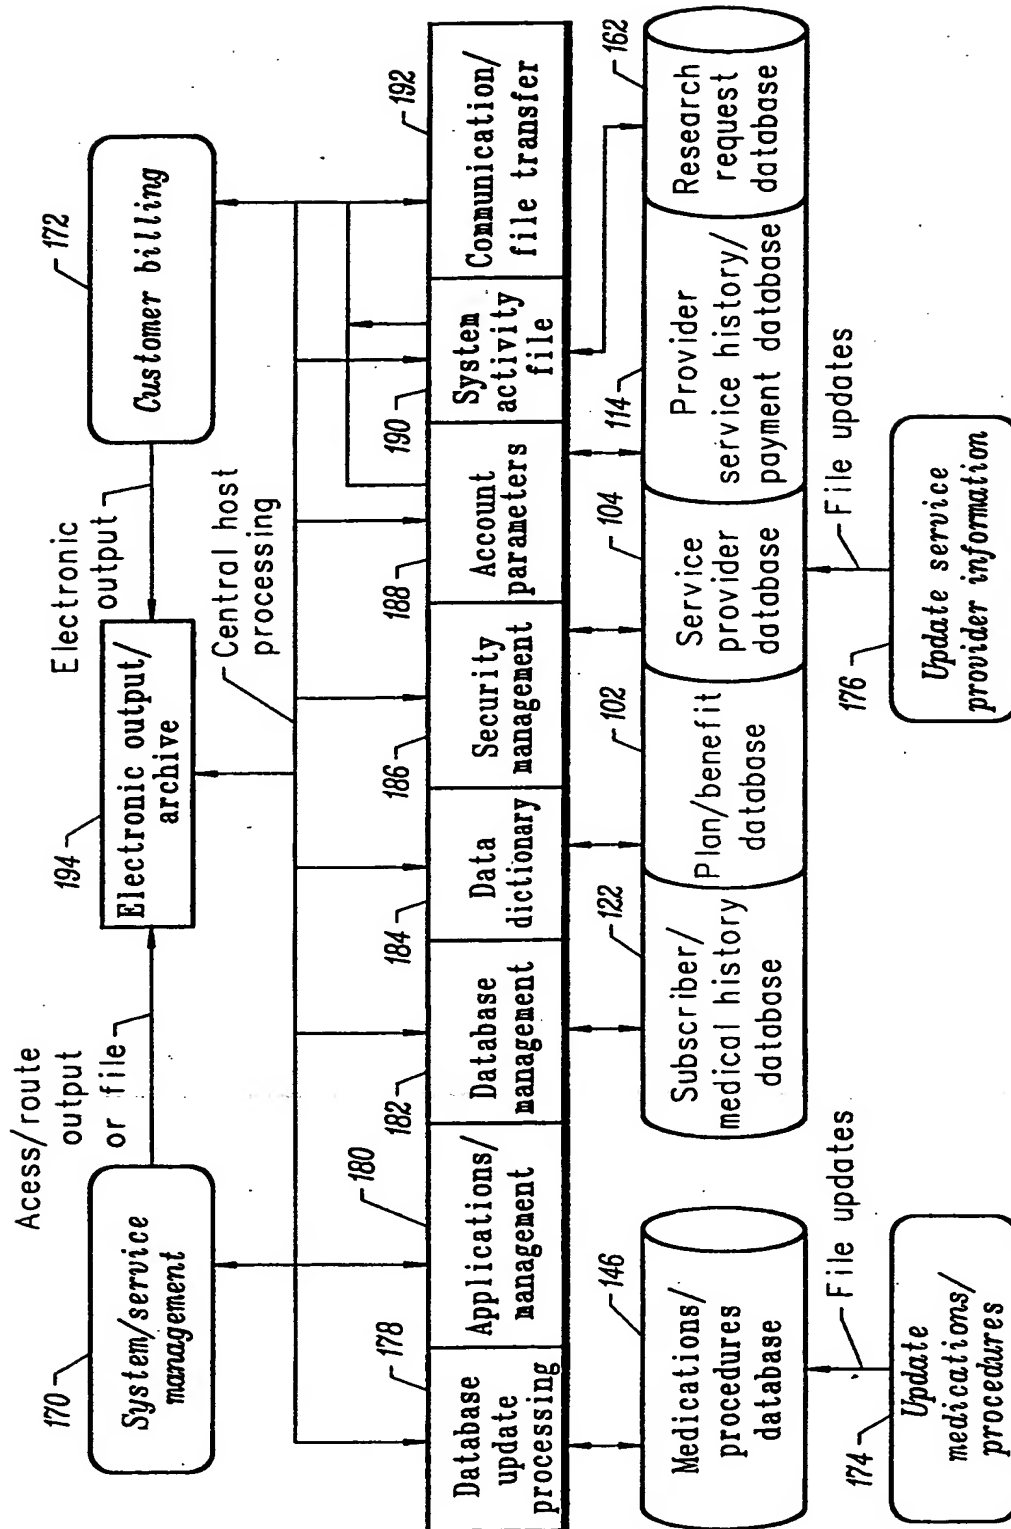 Acess/route
output
or file
Electronic
output
170
System/service
management
194
Electronic output/
archive
172
Customer billing
Central host
processing
178
180
182
184
186
188
190
192
Database
update
processing
Applications/
management
Database
management
Data
dictionary
Security
management
Account
parameters
System
activity
file
Communication/
file transfer
146
122
102
104
114
162
Medications/
procedures
database
Subscriber/
medical history
database
Plan/benefit
database
Service
provider
database
Provider
service history/
payment database
Research
request
database
File updates
File updates
174
Update
medications/
procedures
176
Update service
provider information